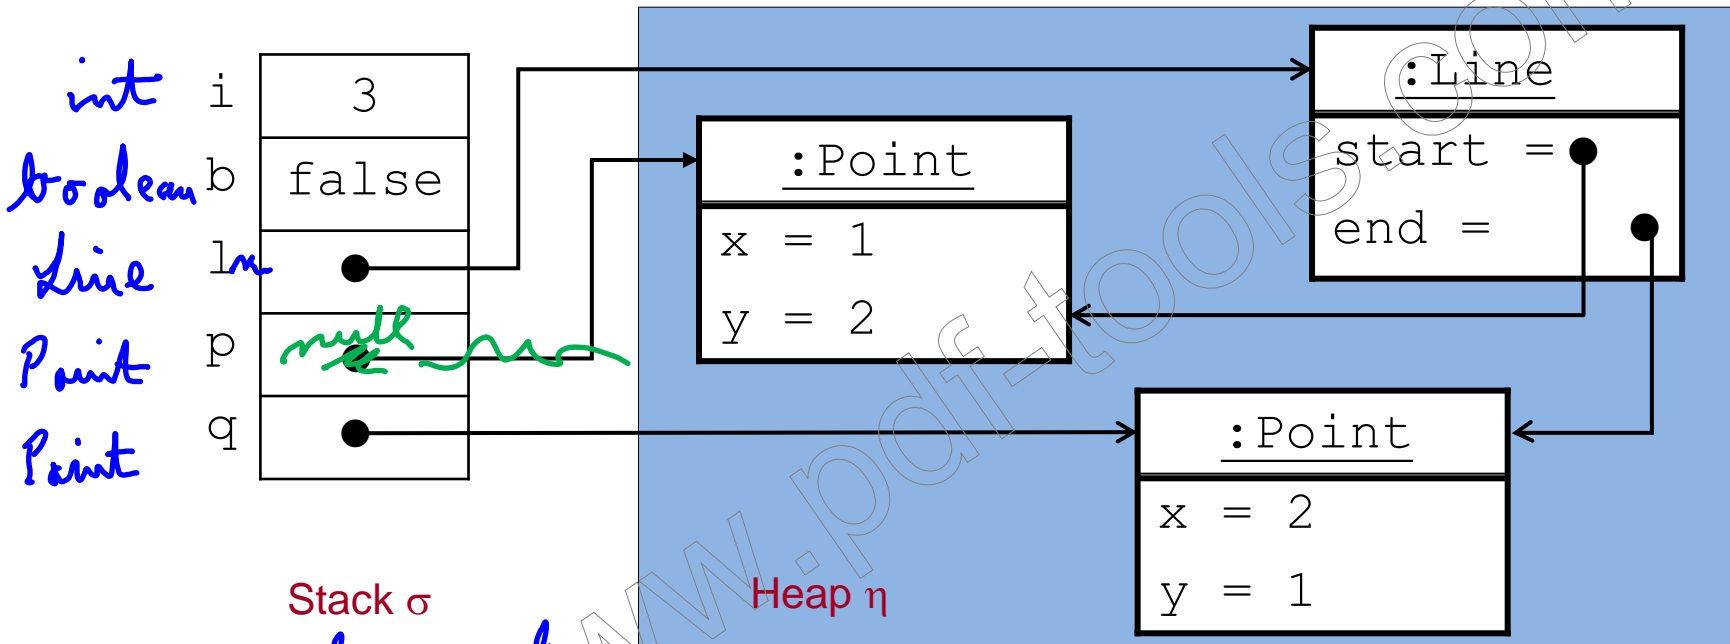 int i 3
boolean b false
Line ln
Point p null
Point q
:Line
start =
end =
:Point
x = 1
y = 2
:Point
x = 2
y = 1
Stack σ
Heap η
www.pdf-tools.com